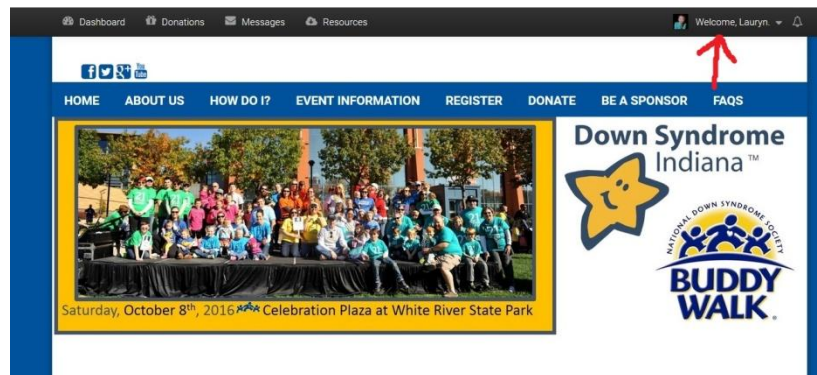 Dashboard Donations Messages Resources Welcome, Lauryn.
f You Tube
HOME ABOUT US HOW DO I? EVENT INFORMATION REGISTER DONATE BE A SPONSOR FAQS
Down Syndrome
Indiana™
NATIONAL DOWN SYNDROME SOCIETY
BUDDY
WALK
Saturday, October 8th, 2016 Celebration Plaza at White River State Park